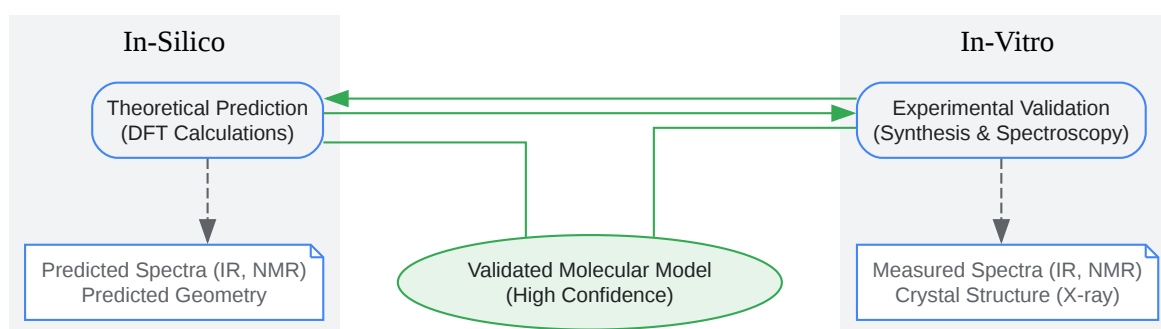 In-Silico
Theoretical Prediction
(DFT Calculations)
Predicted Spectra (IR, NMR)
Predicted Geometry
Validated Molecular Model
(High Confidence)
In-Vitro
Experimental Validation
(Synthesis & Spectroscopy)
Measured Spectra (IR, NMR)
Crystal Structure (X-ray)